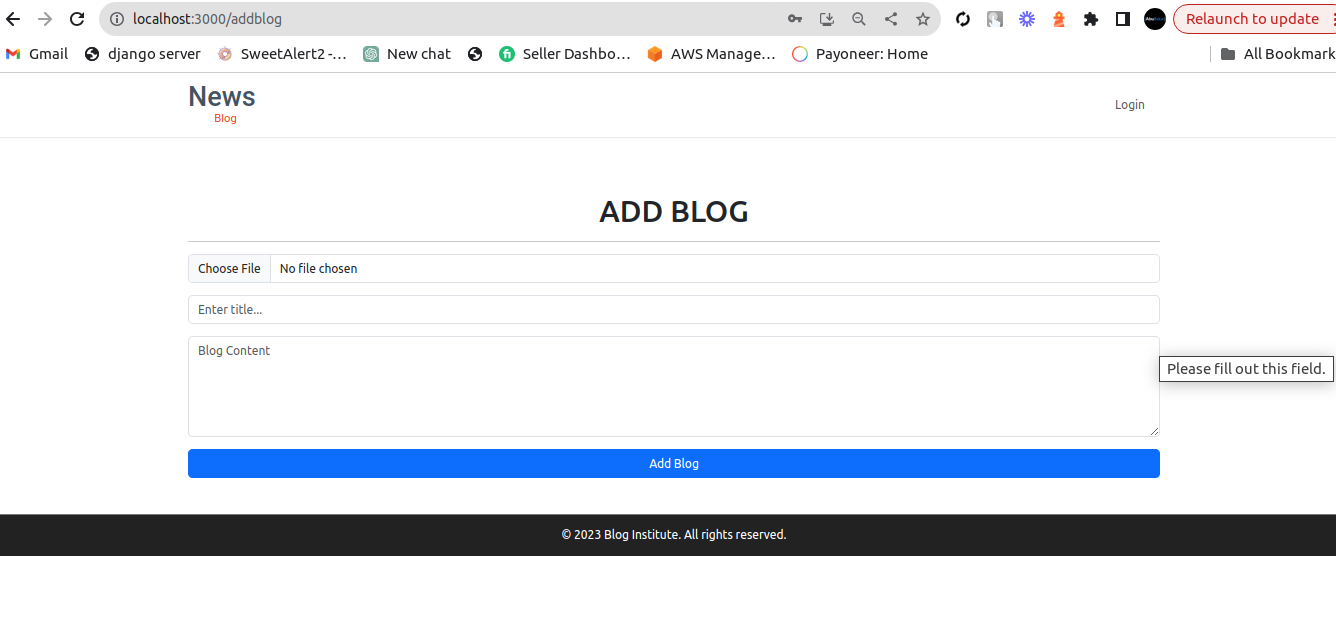 localhost:3000/addblog
Relaunch to update
Gmail
django server
SweetAlert2 -...
New chat
Seller Dashbo...
AWS Manage...
Payoneer: Home
All Bookmark
News
Blog
Login
ADD BLOG
Choose File No file chosen
Enter title...
Blog Content
Please fill out this field.
Add Blog
© 2023 Blog Institute. All rights reserved.